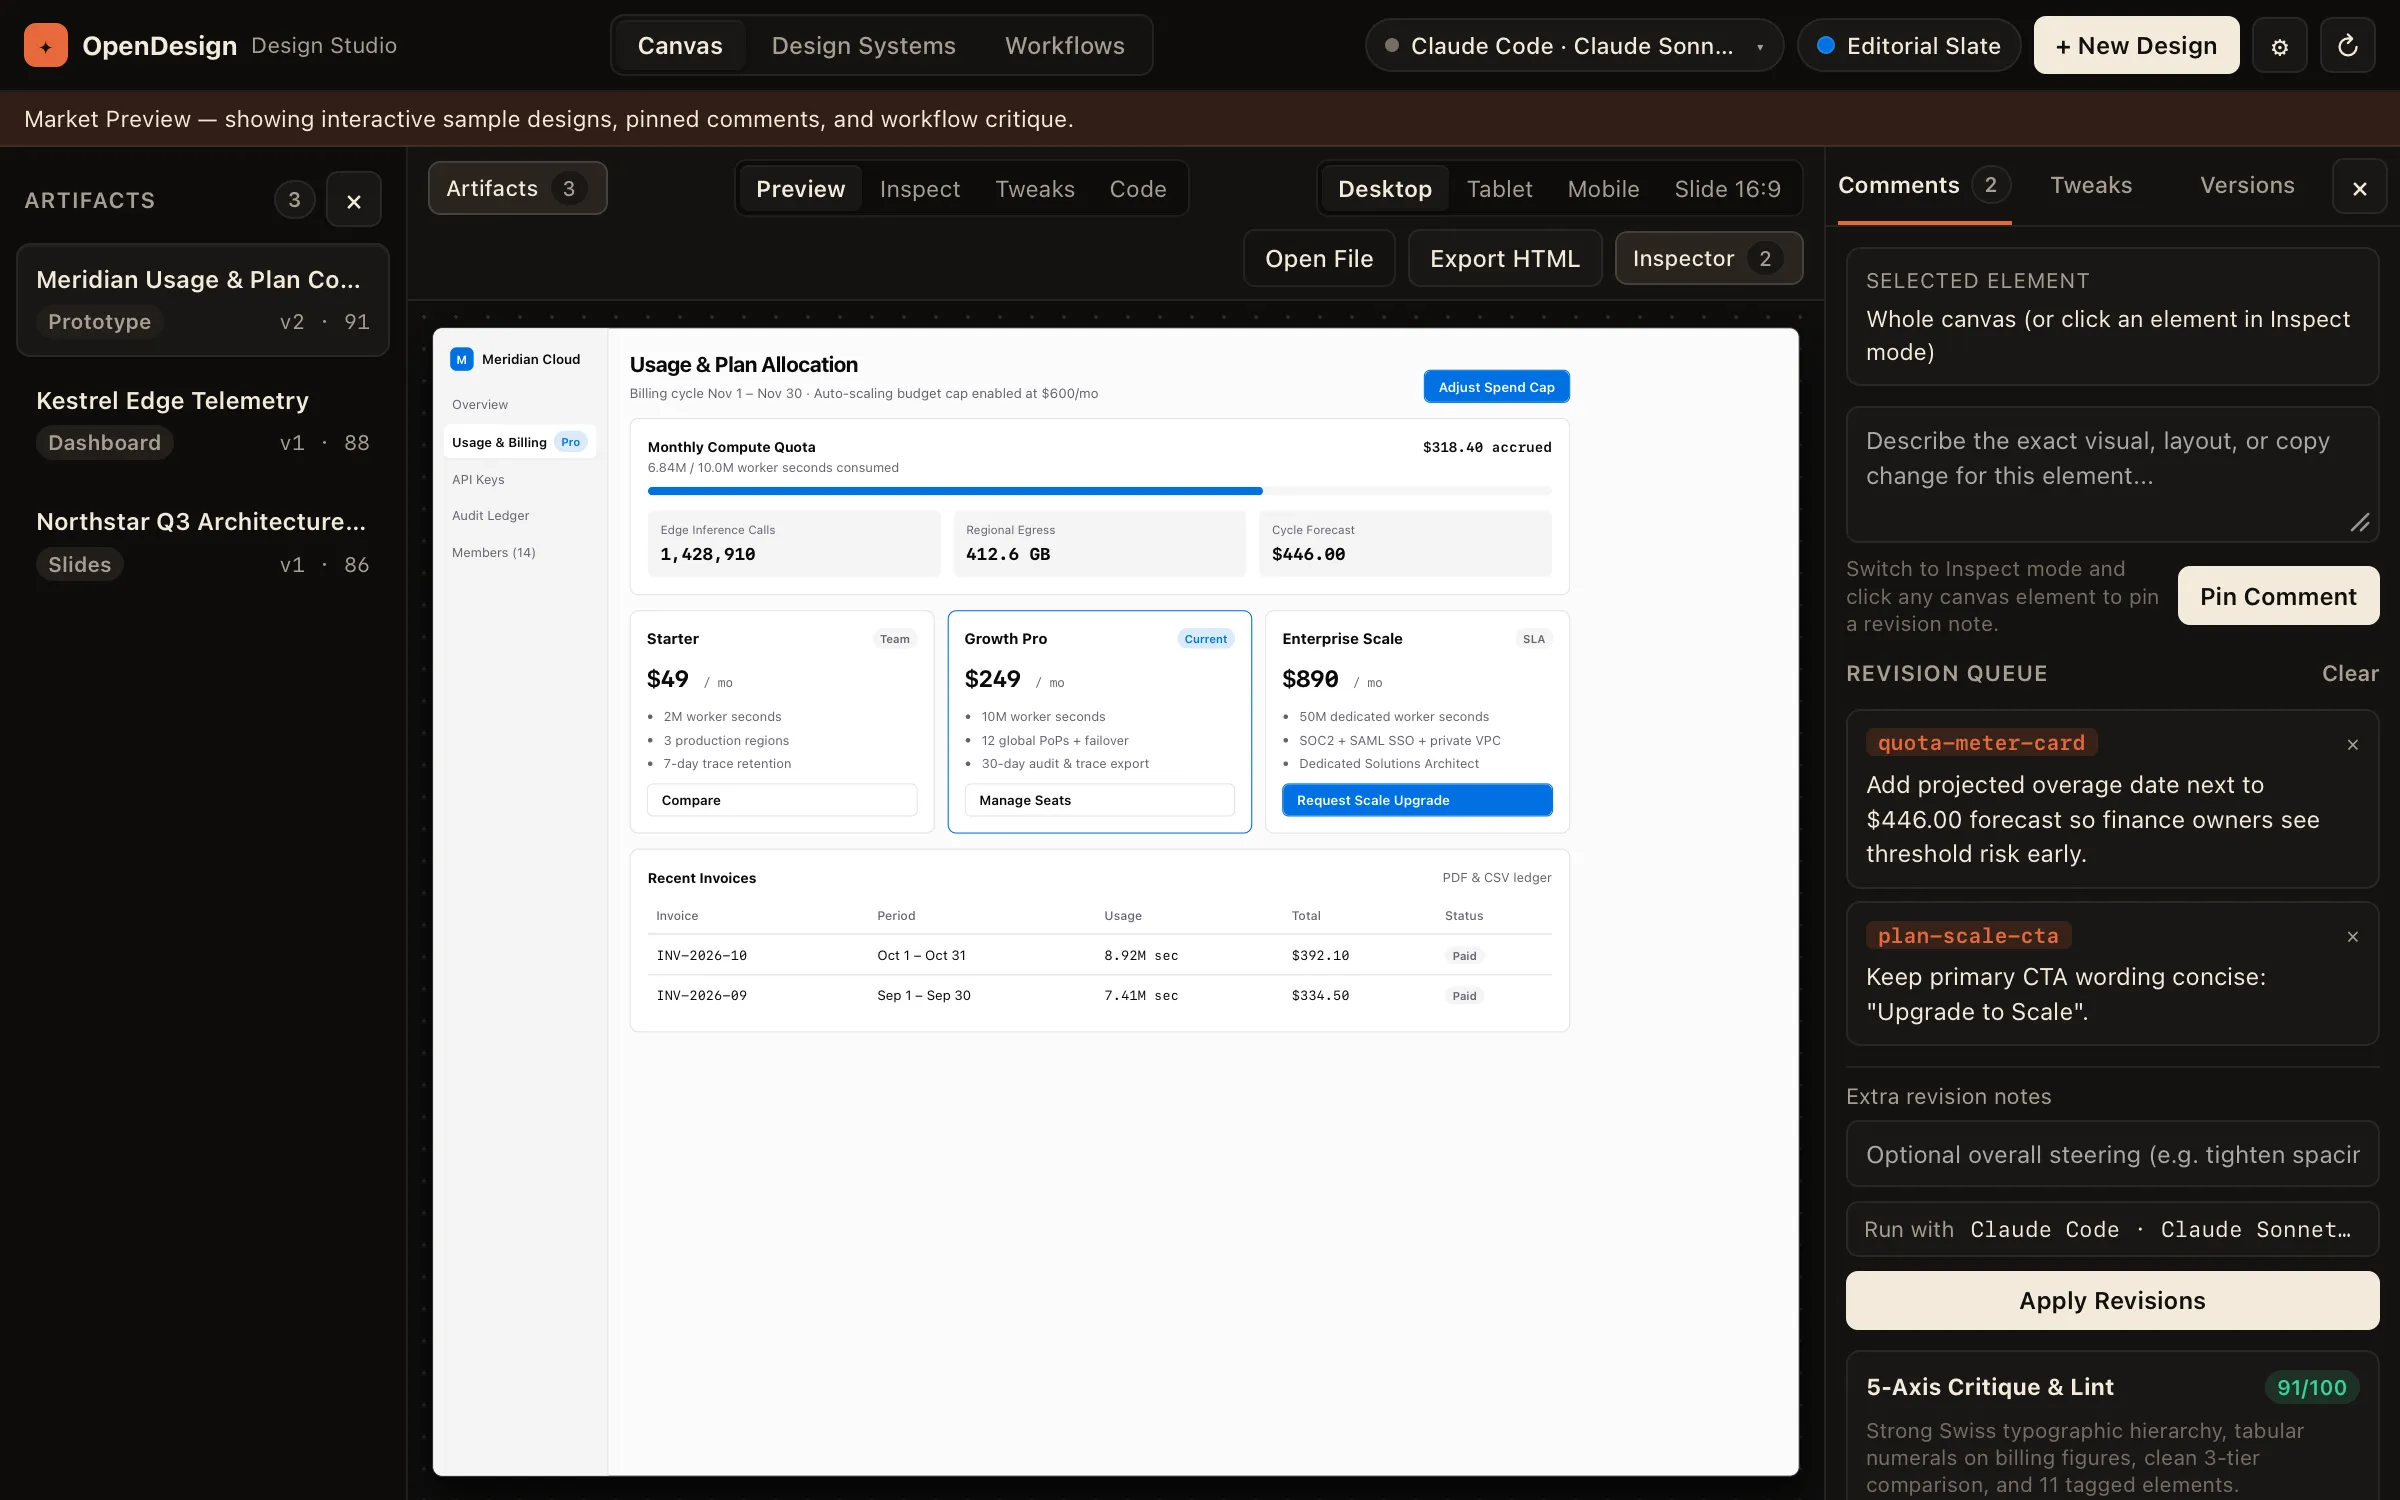 OpenDesign Design Studio
Canvas Design Systems Workflows
Claude Code · Claude Sonn...
Editorial Slate
+ New Design
Market Preview — showing interactive sample designs, pinned comments, and workflow critique.
ARTIFACTS 3
Meridian Usage & Plan Co...
Prototype v2 · 91
Kestrel Edge Telemetry
Dashboard v1 · 88
Northstar Q3 Architecture...
Slides v1 · 86
Artifacts 3
Preview Inspect Tweaks Code
Desktop Tablet Mobile Slide 16:9
Open File Export HTML Inspector 2
M Meridian Cloud
Overview
Usage & Billing Pro
API Keys
Audit Ledger
Members (14)
Usage & Plan Allocation
Billing cycle Nov 1 – Nov 30 · Auto-scaling budget cap enabled at $600/mo
Adjust Spend Cap
Monthly Compute Quota $318.40 accrued
6.84M / 10.0M worker seconds consumed
Edge Inference Calls
1,428,910
Regional Egress
412.6 GB
Cycle Forecast
$446.00
Starter Team
$49 / mo
• 2M worker seconds
• 3 production regions
• 7-day trace retention
Compare
Growth Pro Current
$249 / mo
• 10M worker seconds
• 12 global PoPs + failover
• 30-day audit & trace export
Manage Seats
Enterprise Scale SLA
$890 / mo
• 50M dedicated worker seconds
• SOC2 + SAML SSO + private VPC
• Dedicated Solutions Architect
Request Scale Upgrade
Recent Invoices PDF & CSV ledger
Invoice Period Usage Total Status
INV-2026-10 Oct 1 – Oct 31 8.92M sec $392.10 Paid
INV-2026-09 Sep 1 – Sep 30 7.41M sec $334.50 Paid
Comments 2 Tweaks Versions
SELECTED ELEMENT
Whole canvas (or click an element in Inspect
mode)
Describe the exact visual, layout, or copy
change for this element...
Switch to Inspect mode and
click any canvas element to pin
a revision note.
Pin Comment
REVISION QUEUE Clear
quota-meter-card
Add projected overage date next to
$446.00 forecast so finance owners see
threshold risk early.
plan-scale-cta
Keep primary CTA wording concise:
"Upgrade to Scale".
Extra revision notes
Optional overall steering (e.g. tighten spacin
Run with Claude Code · Claude Sonnet...
Apply Revisions
5-Axis Critique & Lint 91/100
Strong Swiss typographic hierarchy, tabular
numerals on billing figures, clean 3-tier
comparison, and 11 tagged elements.